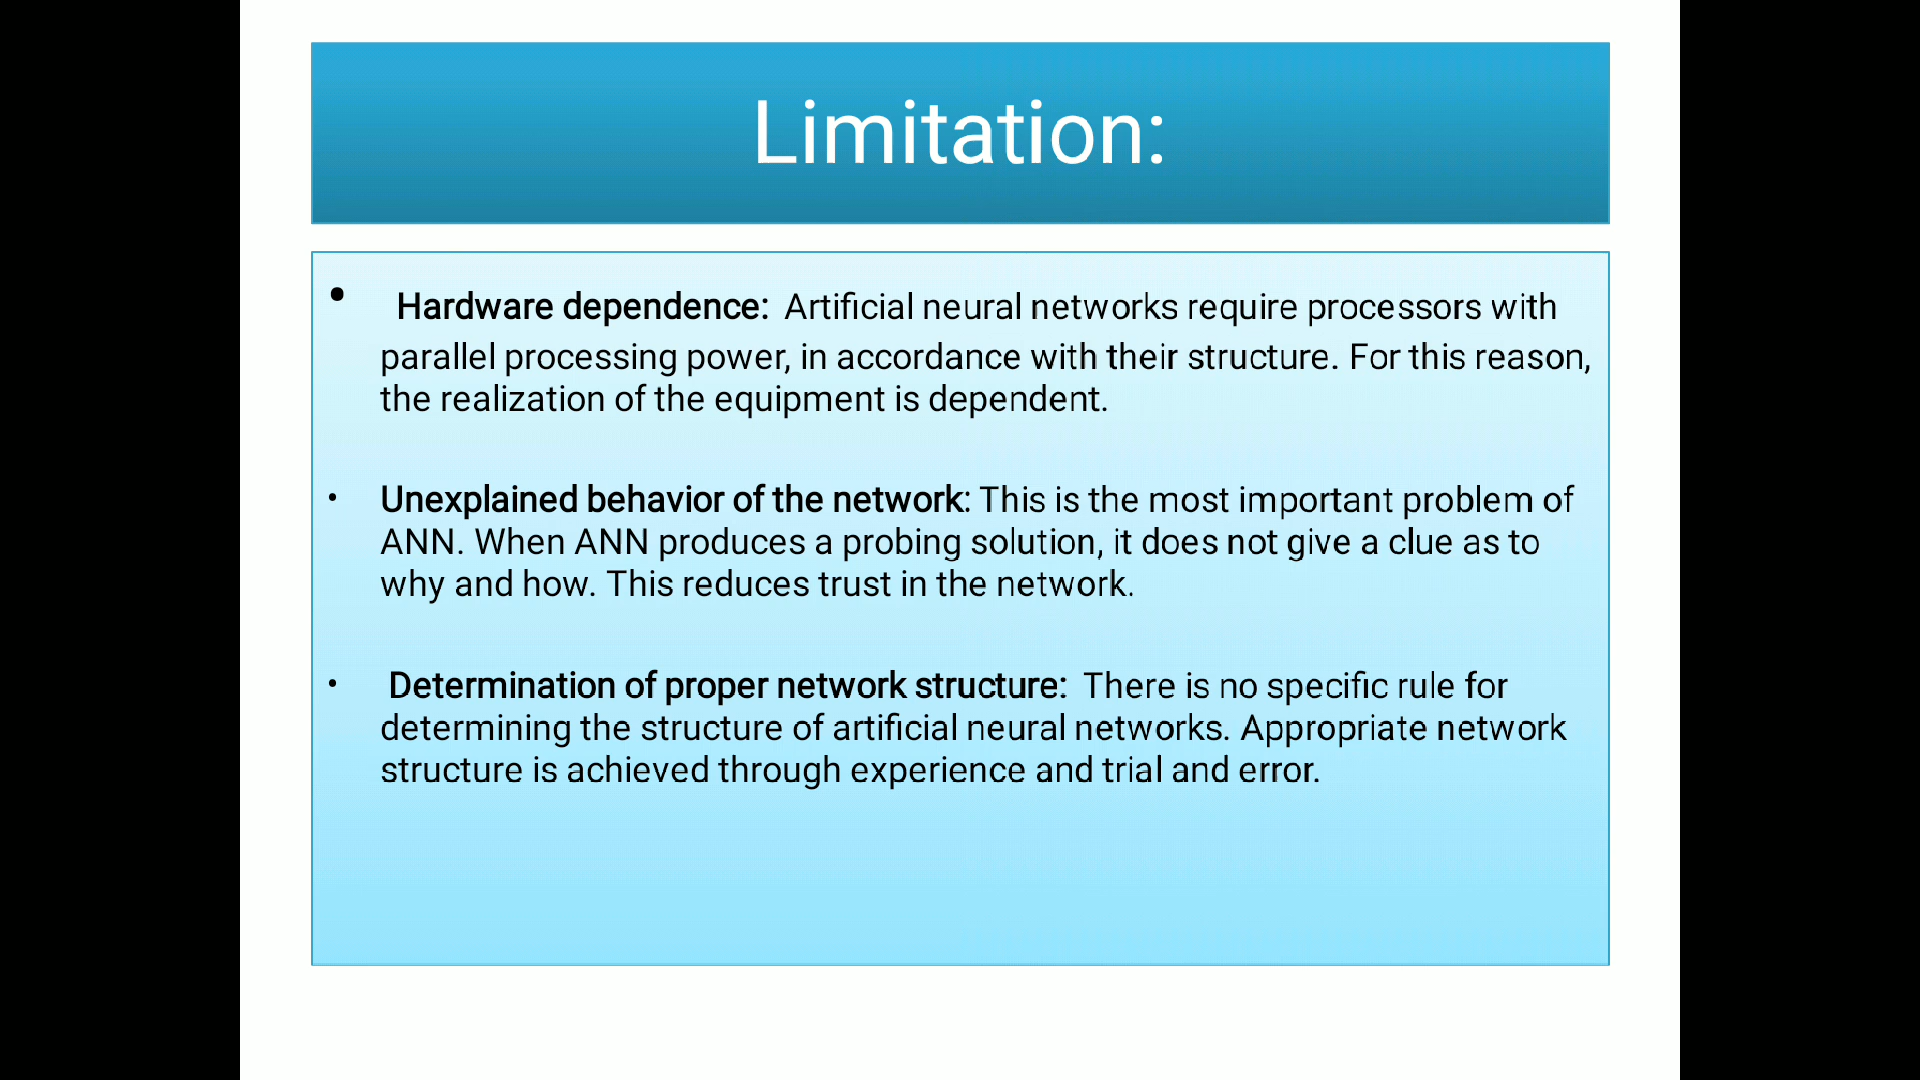 Limitation:
• Hardware dependence: Artificial neural networks require processors with
parallel processing power, in accordance with their structure. For this reason,
the realization of the equipment is dependent.
• Unexplained behavior of the network: This is the most important problem of
ANN. When ANN produces a probing solution, it does not give a clue as to
why and how. This reduces trust in the network.
• Determination of proper network structure: There is no specific rule for
determining the structure of artificial neural networks. Appropriate network
structure is achieved through experience and trial and error.